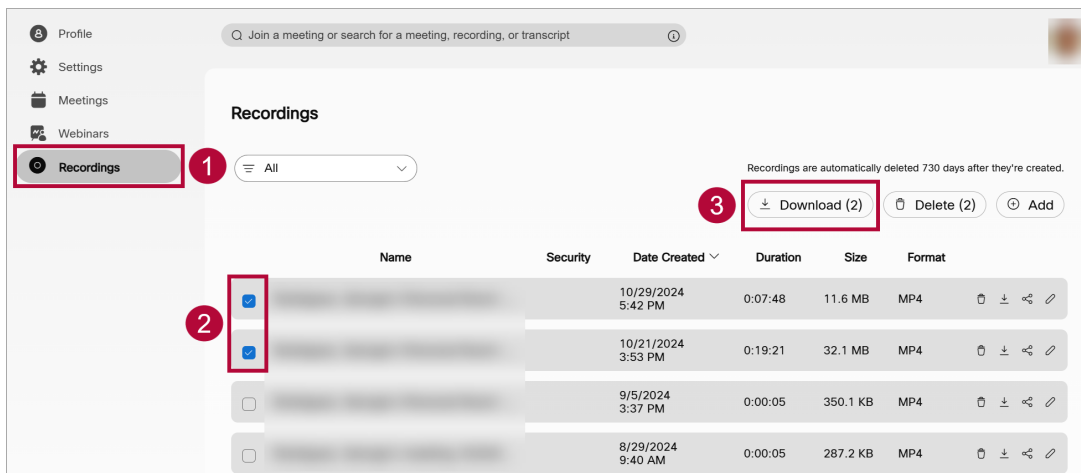 Profile
Join a meeting or search for a meeting, recording, or transcript
Settings
Meetings
Webinars
Recordings
1
Recordings
All
Recordings are automatically deleted 730 days after they're created.
3
Download (2)
Delete (2)
Add
Name Security Date Created Duration Size Format
2
10/29/2024
5:42 PM
0:07:48 11.6 MB MP4
10/21/2024
3:53 PM
0:19:21 32.1 MB MP4
9/5/2024
3:37 PM
0:00:05 350.1 KB MP4
8/29/2024
9:40 AM
0:00:05 287.2 KB MP4